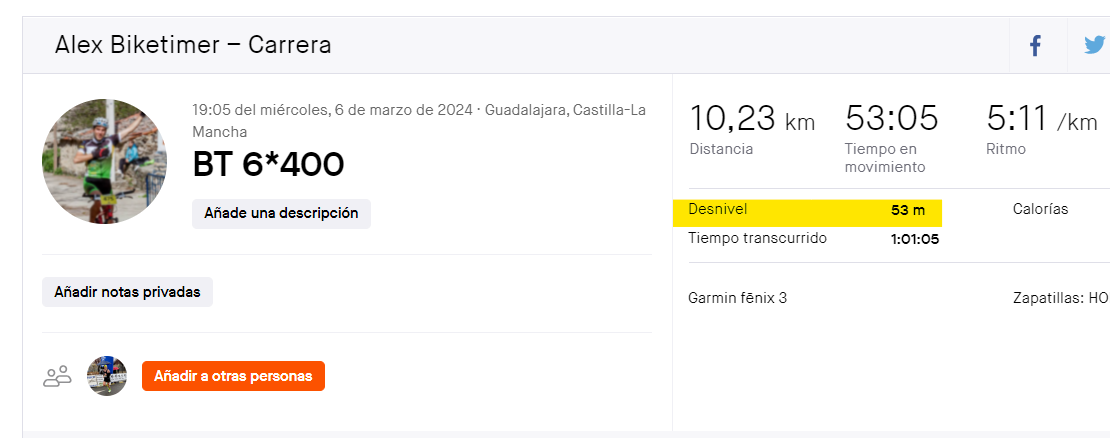 Alex Biketimer – Carrera
19:05 del miércoles, 6 de marzo de 2024 · Guadalajara, Castilla-La
Mancha
BT 6*400
Añade una descripción
Añadir notas privadas
Añadir a otras personas
10,23 km
Distancia
53:05
Tiempo en
movimiento
5:11 /km
Ritmo
Desnivel 53 m
Calorías
Tiempo transcurrido 1:01:05
Garmin fēnix 3
Zapatillas: HO